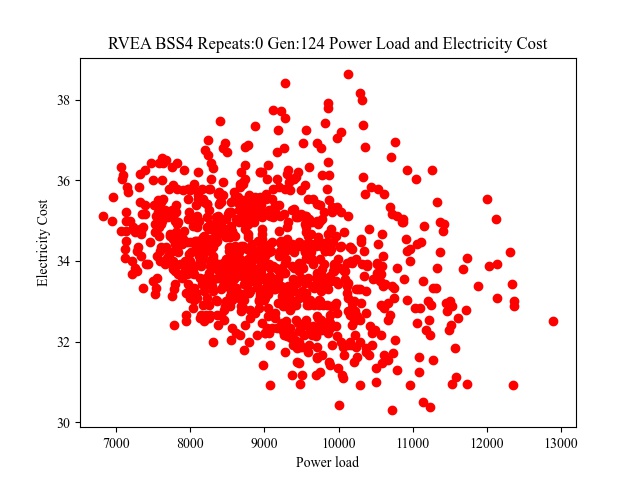 RVEA BSS4 Repeats:0 Gen:124 Power Load and Electricity Cost
38
36
34
32
30
Electricity Cost
7000 8000 9000 10000 11000 12000 13000
Power load